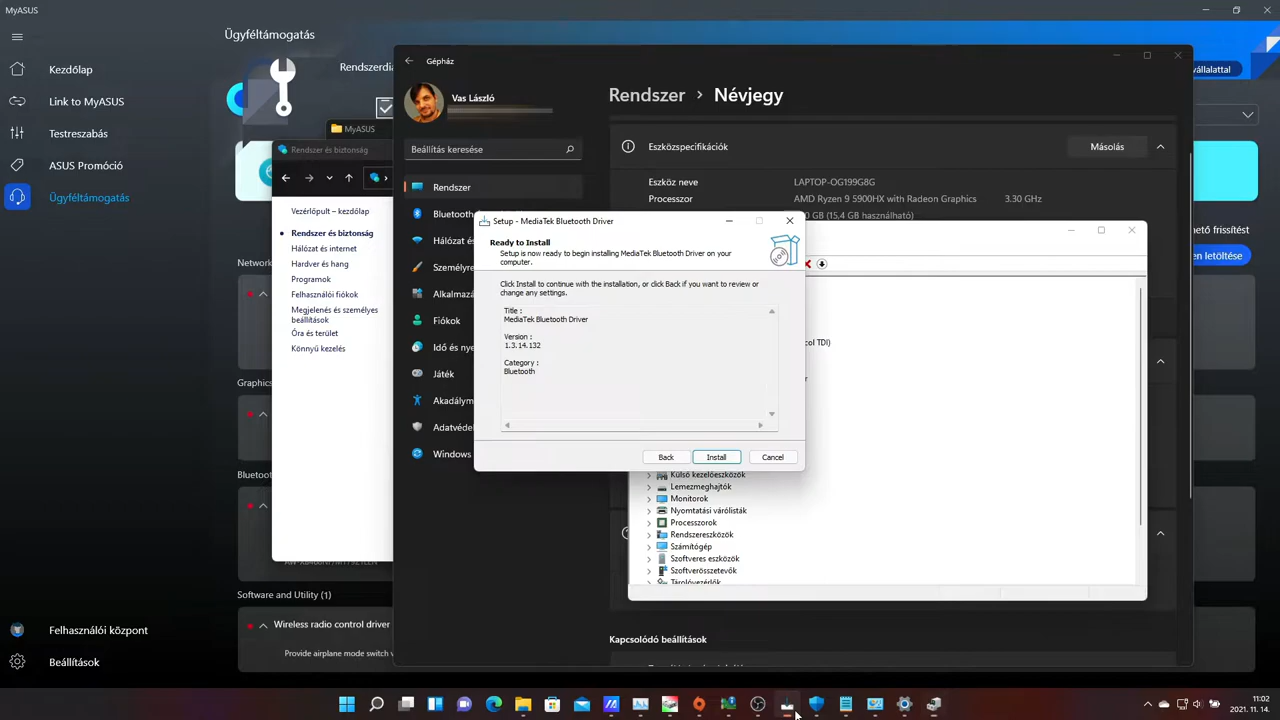 MyASUS
Ügyféltámogatás
Kezdőlap
Link to MyASUS
Testreszabás
ASUS Promóció
Ügyféltámogatás
Felhasználói központ
Beállítások
Rendszerdia
MyASUS
Rendszer és biztonság
Vezérlőpult – kezdőlap
Rendszer és biztonság
Hálózat és internet
Hardver és hang
Programok
Felhasználói fiókok
Megjelenés és személyes
beállítások
Óra és terület
Könnyű kezelés
Network
Graphics
Bluetoot
Software and Utility (1)
Wireless radio control driver
Provide airplane mode switch v
vállalattal
ető frissítést
en letöltése
Gépház
Vas László
Beállítás keresése
Rendszer
Bluetooth
Hálózat és
Személyre
Alkalmazá
Fiókok
Idő és nye
Játék
Akadálym
Adatvédel
Windows
Rendszer > Névjegy
Eszközspecifikációk
Másolás
Eszköz neve LAPTOP-OG199G8G
Processzor AMD Ryzen 9 5900HX with Radeon Graphics 3.30 GHz
GB (15,4 GB használható)
Kapcsolódó beállítások
Setup - MediaTek Bluetooth Driver
Ready to Install
Setup is now ready to begin installing MediaTek Bluetooth Driver on your
computer.
Click Install to continue with the installation, or click Back if you want to review or
change any settings.
Title :
MediaTek Bluetooth Driver
Version :
1.3.14.132
Category :
Bluetooth
Back
Install
Cancel
col TDI)
Külső kezelőeszközök
Lemezmeghajtók
Monitorok
Nyomtatási várólisták
Processzorok
Rendszereszközök
Számítógép
Szoftveres eszközök
Szoftverösszetevők
Tárolóvezérlők
11:02
2021. 11. 14.